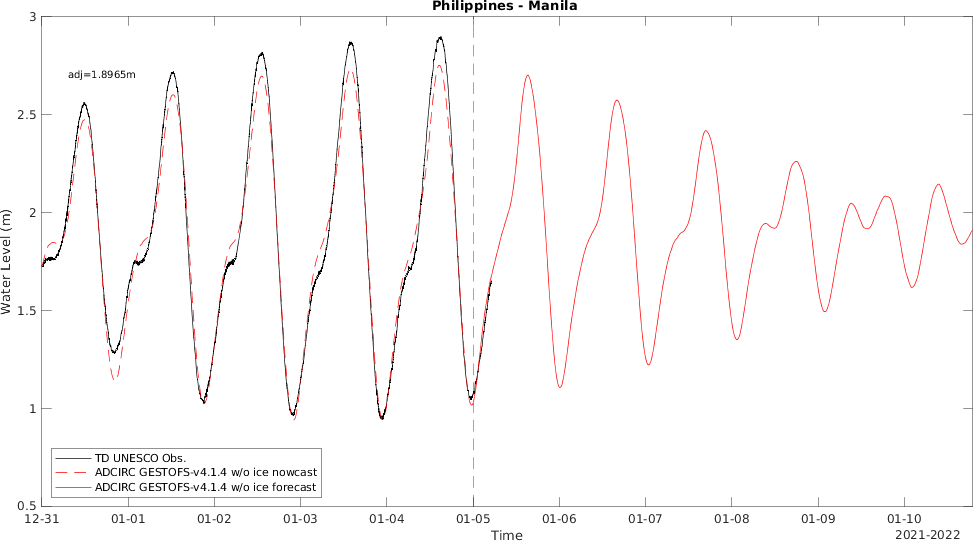 Philippines - Manila
adj=1.8965m
Water Level (m)
3
2.5
2
1.5
1
0.5
TD UNESCO Obs.
ADCIRC GESTOFS-v4.1.4 w/o ice nowcast
ADCIRC GESTOFS-v4.1.4 w/o ice forecast
12-31 01-01 01-02 01-03 01-04 01-05 01-06 01-07 01-08 01-09 01-10
Time
2021-2022